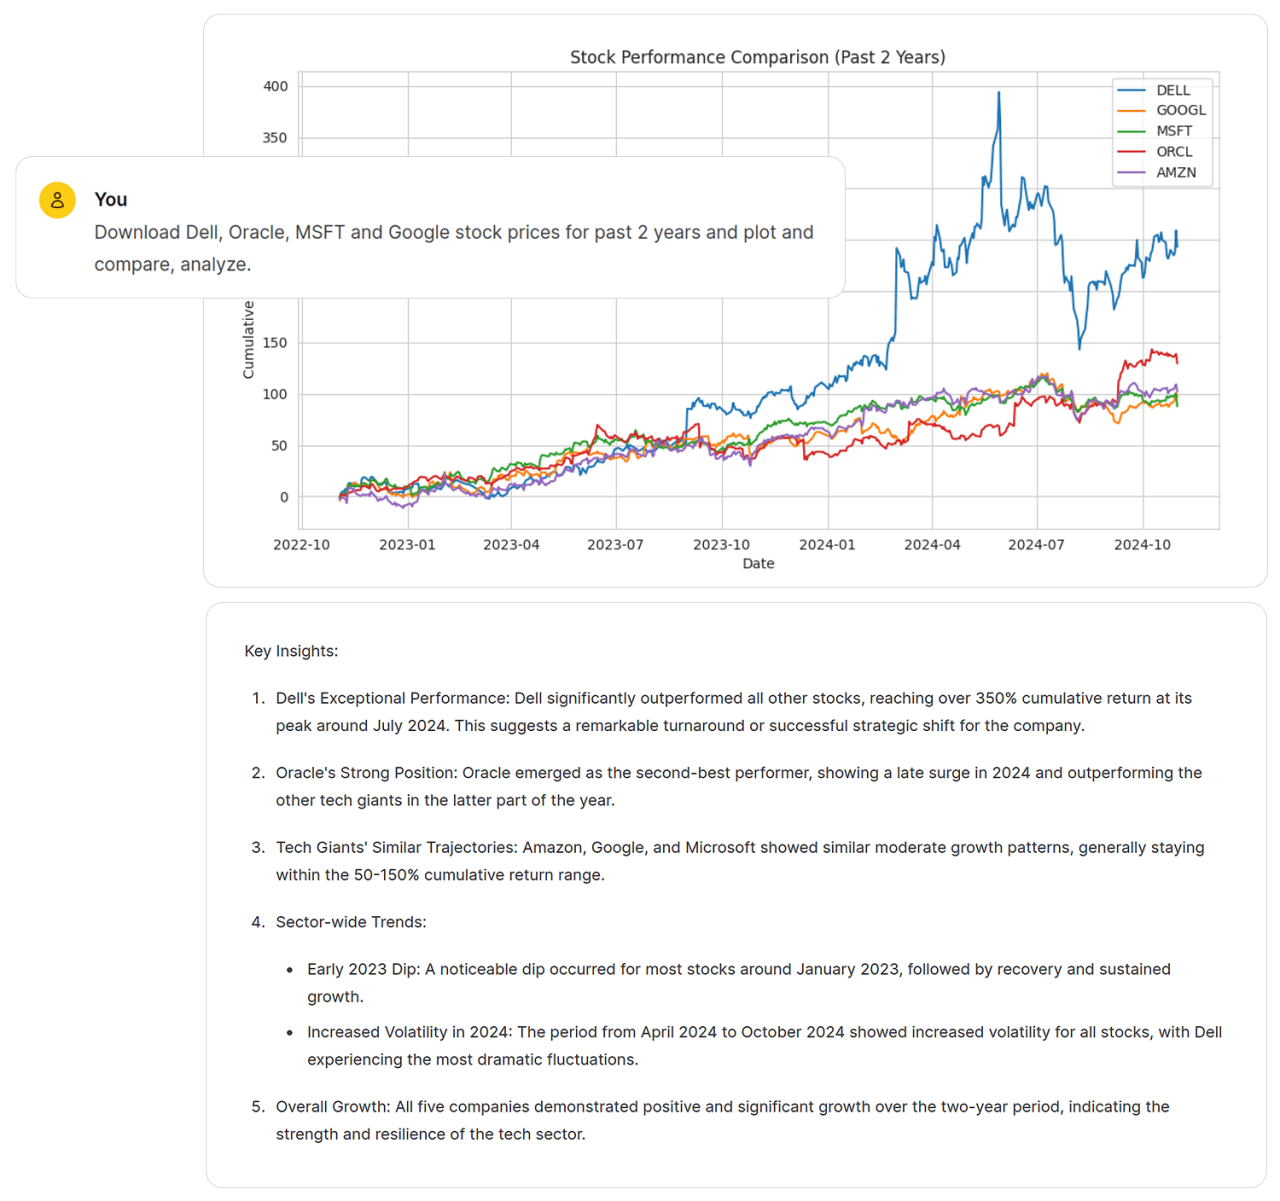 Stock Performance Comparison (Past 2 Years)
400
350
DELL
GOOGL
MSFT
ORCL
AMZN
You
Download Dell, Oracle, MSFT and Google stock prices for past 2 years and plot and
compare, analyze.
Cumulative
150
100
50
0
2022-10 2023-01 2023-04 2023-07 2023-10 2024-01 2024-04 2024-07 2024-10
Date
Key Insights:
1. Dell's Exceptional Performance: Dell significantly outperformed all other stocks, reaching over 350% cumulative return at its
peak around July 2024. This suggests a remarkable turnaround or successful strategic shift for the company.
2. Oracle's Strong Position: Oracle emerged as the second-best performer, showing a late surge in 2024 and outperforming the
other tech giants in the latter part of the year.
3. Tech Giants' Similar Trajectories: Amazon, Google, and Microsoft showed similar moderate growth patterns, generally staying
within the 50-150% cumulative return range.
4. Sector-wide Trends:
• Early 2023 Dip: A noticeable dip occurred for most stocks around January 2023, followed by recovery and sustained
growth.
• Increased Volatility in 2024: The period from April 2024 to October 2024 showed increased volatility for all stocks, with Dell
experiencing the most dramatic fluctuations.
5. Overall Growth: All five companies demonstrated positive and significant growth over the two-year period, indicating the
strength and resilience of the tech sector.